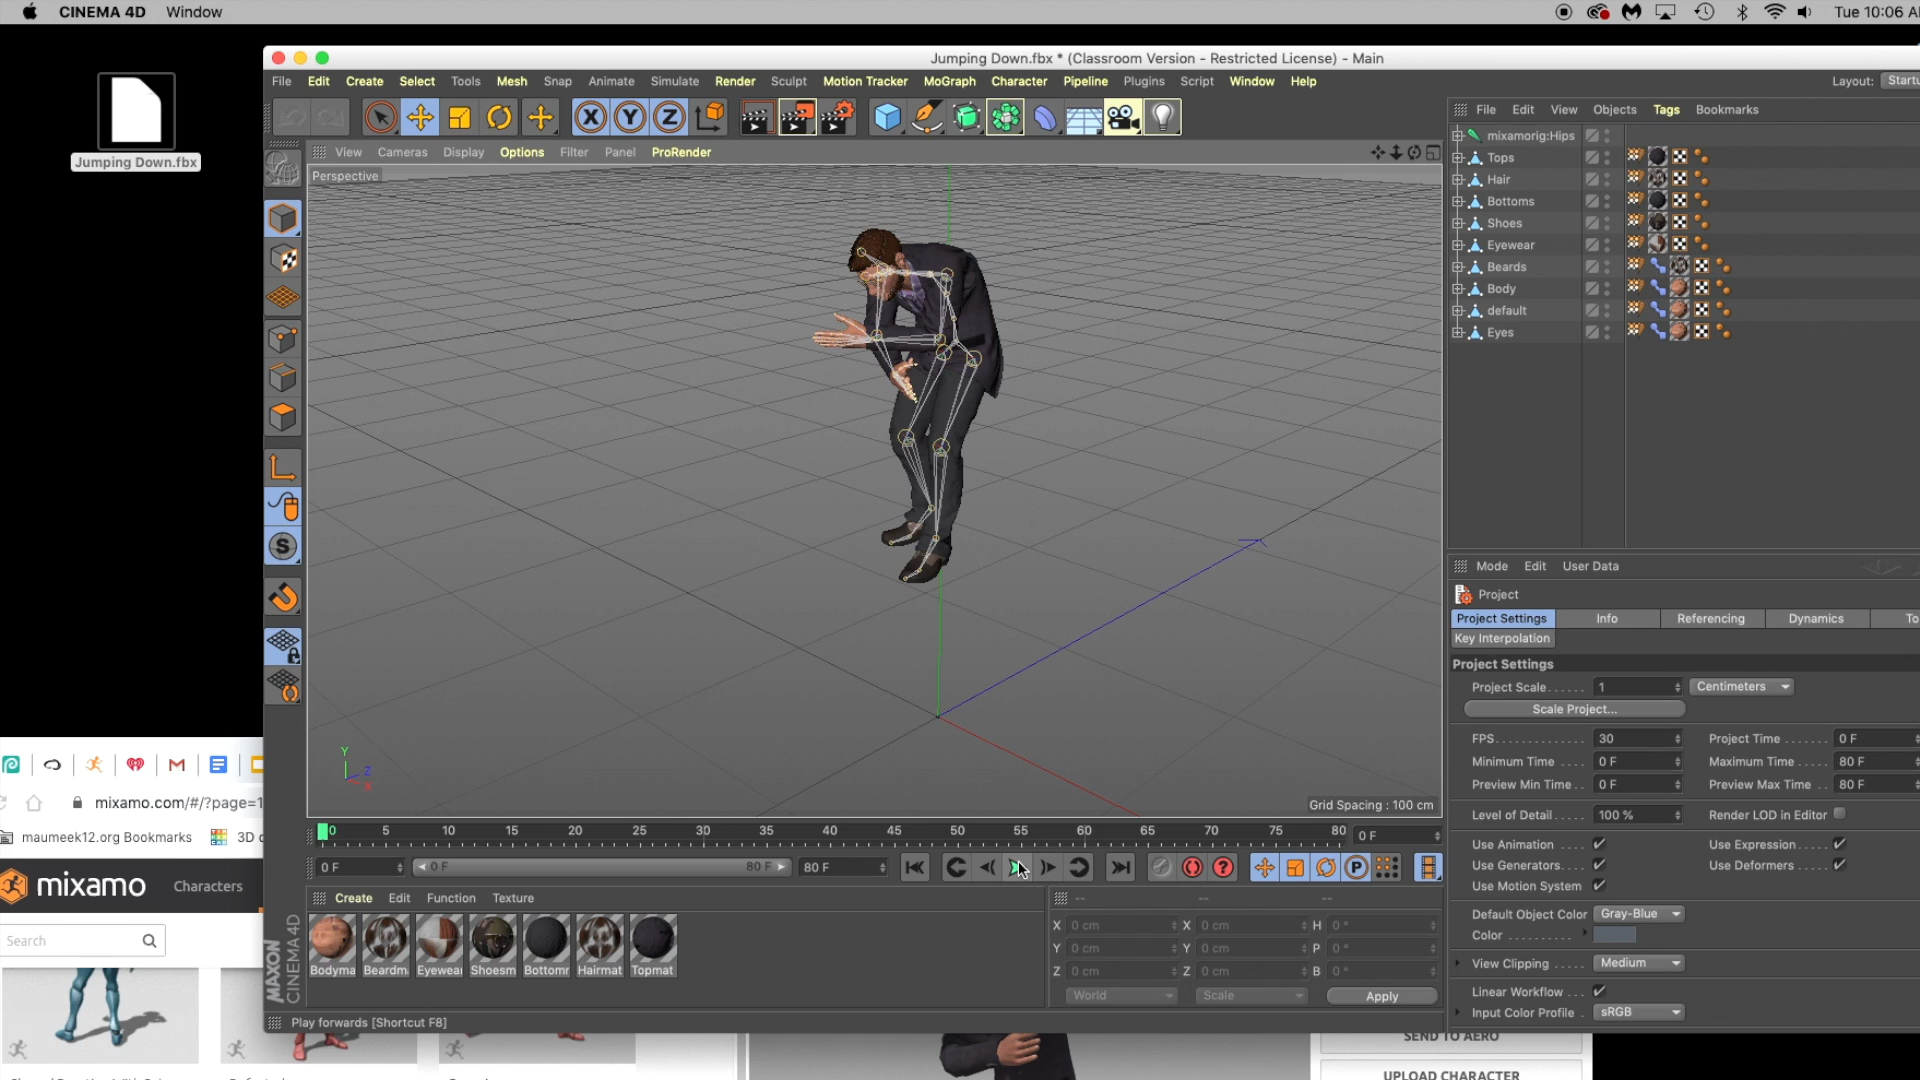 CINEMA 4D Window
Tue 10:06 A
Jumping Down.fbx * (Classroom Version - Restricted License) - Main
File Edit Create Select Tools Mesh Snap Animate Simulate Render Sculpt Motion Tracker MoGraph Character Pipeline Plugins Script Window Help
Layout: Startu
X Y Z
File Edit View Objects Tags Bookmarks
Jumping Down.fbx
View Cameras Display Options Filter Panel ProRender
Perspective
mixamorig:Hips
Tops
Hair
Bottoms
Shoes
Eyewear
Beards
Body
default
Eyes
S
Mode Edit User Data
Project
Project Settings Info Referencing Dynamics To
Key Interpolation
Project Settings
Project Scale...... 1 Centimeters
Scale Project...
FPS............. 30 Project Time ....... 0 F
Minimum Time .... 0 F Maximum Time .... 80 F
Preview Min Time.. 0 F Preview Max Time . 80 F
Level of Detail..... 100 % Render LOD in Editor
Use Animation ... Use Expression....
Use Generators.... Use Deformers....
Use Motion System
Default Object Color Gray-Blue
Color ..........
View Clipping ..... Medium
Linear Workflow ...
Input Color Profile . sRGB
Y
Z
X
Grid Spacing : 100 cm
0 5 10 15 20 25 30 35 40 45 50 55 60 65 70 75 80 0 F
0 F 0 F 80 F 80 F
P
Create Edit Function Texture
-- -- --
X 0 cm X 0 cm H 0 °
Y 0 cm Y 0 cm P 0 °
Z 0 cm Z 0 cm B 0 °
World Scale Apply
Bodyma Beardm Eyewear Shoesm Bottomr Hairmat Topmat
MAXON
CINEMA 4D
Play forwards [Shortcut F8]
mixamo.com/#/?page=1
maumeek12.org Bookmarks 3D
mixamo Characters
Search
SEND TO AERO
UPLOAD CHARACTER